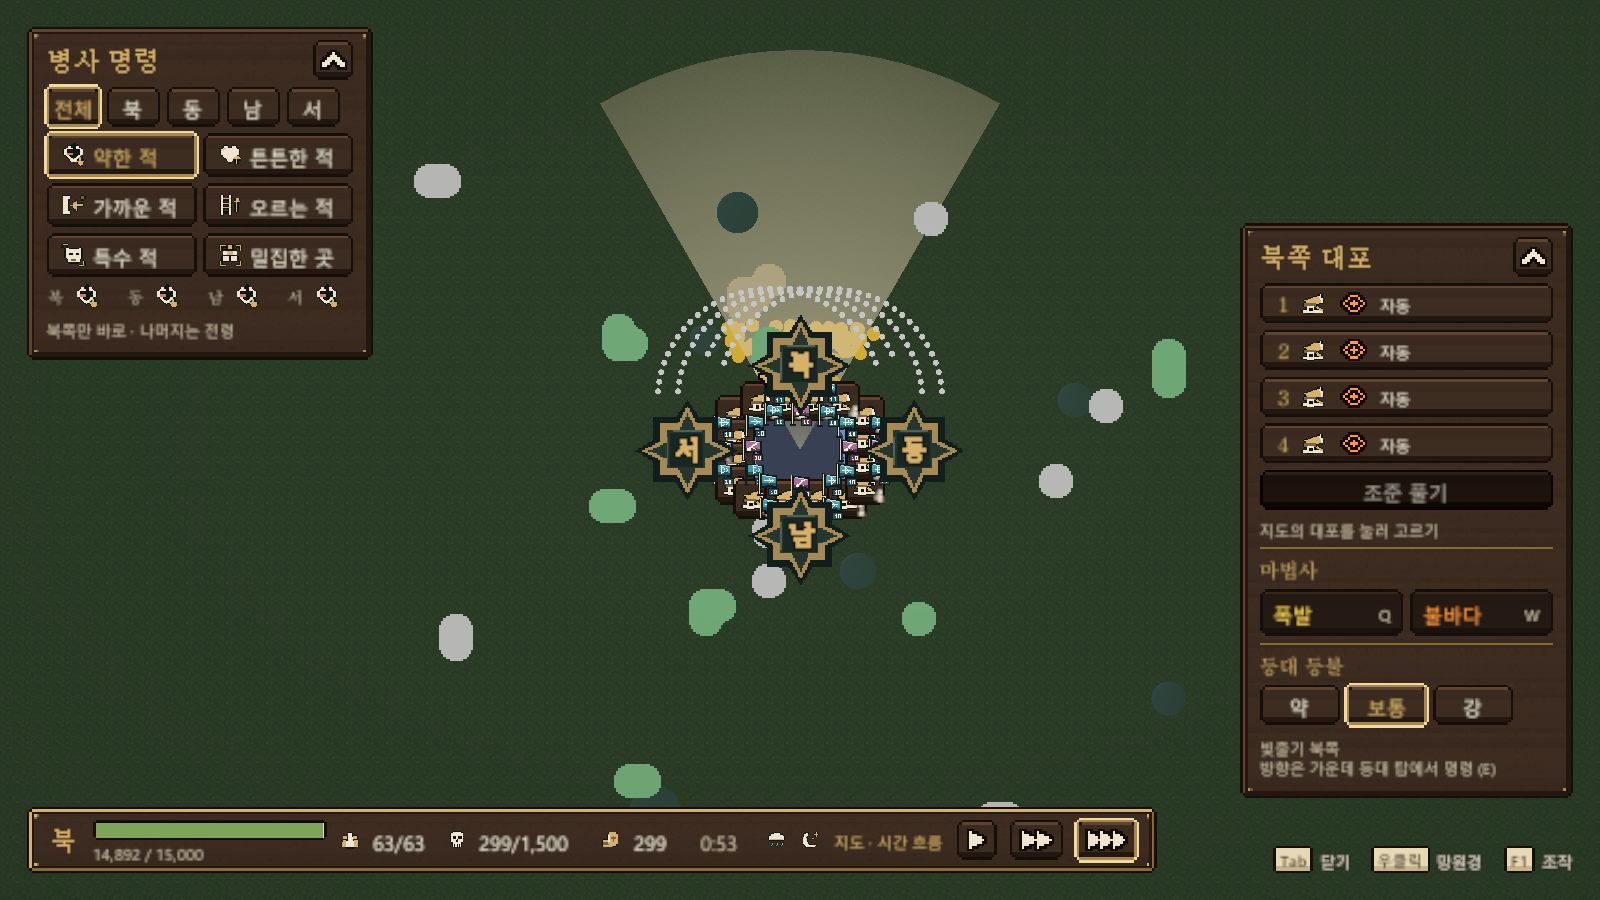 병사 명령
전체 북 동 남 서
약한 적 튼튼한 적
가까운 적 오르는 적
특수 적 밀집한 곳
북 동 남 서
북쪽만 바로 · 나머지는 전령
북
서 동
남
북쪽 대포
1 자동
2 자동
3 자동
4 자동
조준 풀기
지도의 대포를 눌러 고르기
마법사
폭발 Q 불바다 W
등대 등불
약 보통 강
빛줄기 북쪽
방향은 가운데 등대 탑에서 명령 (E)
북 14,892 / 15,000 63/63 299/1,500 299 0:53 지도 · 시간 흐름
Tab 닫기 우클릭 망원경 F1 조작